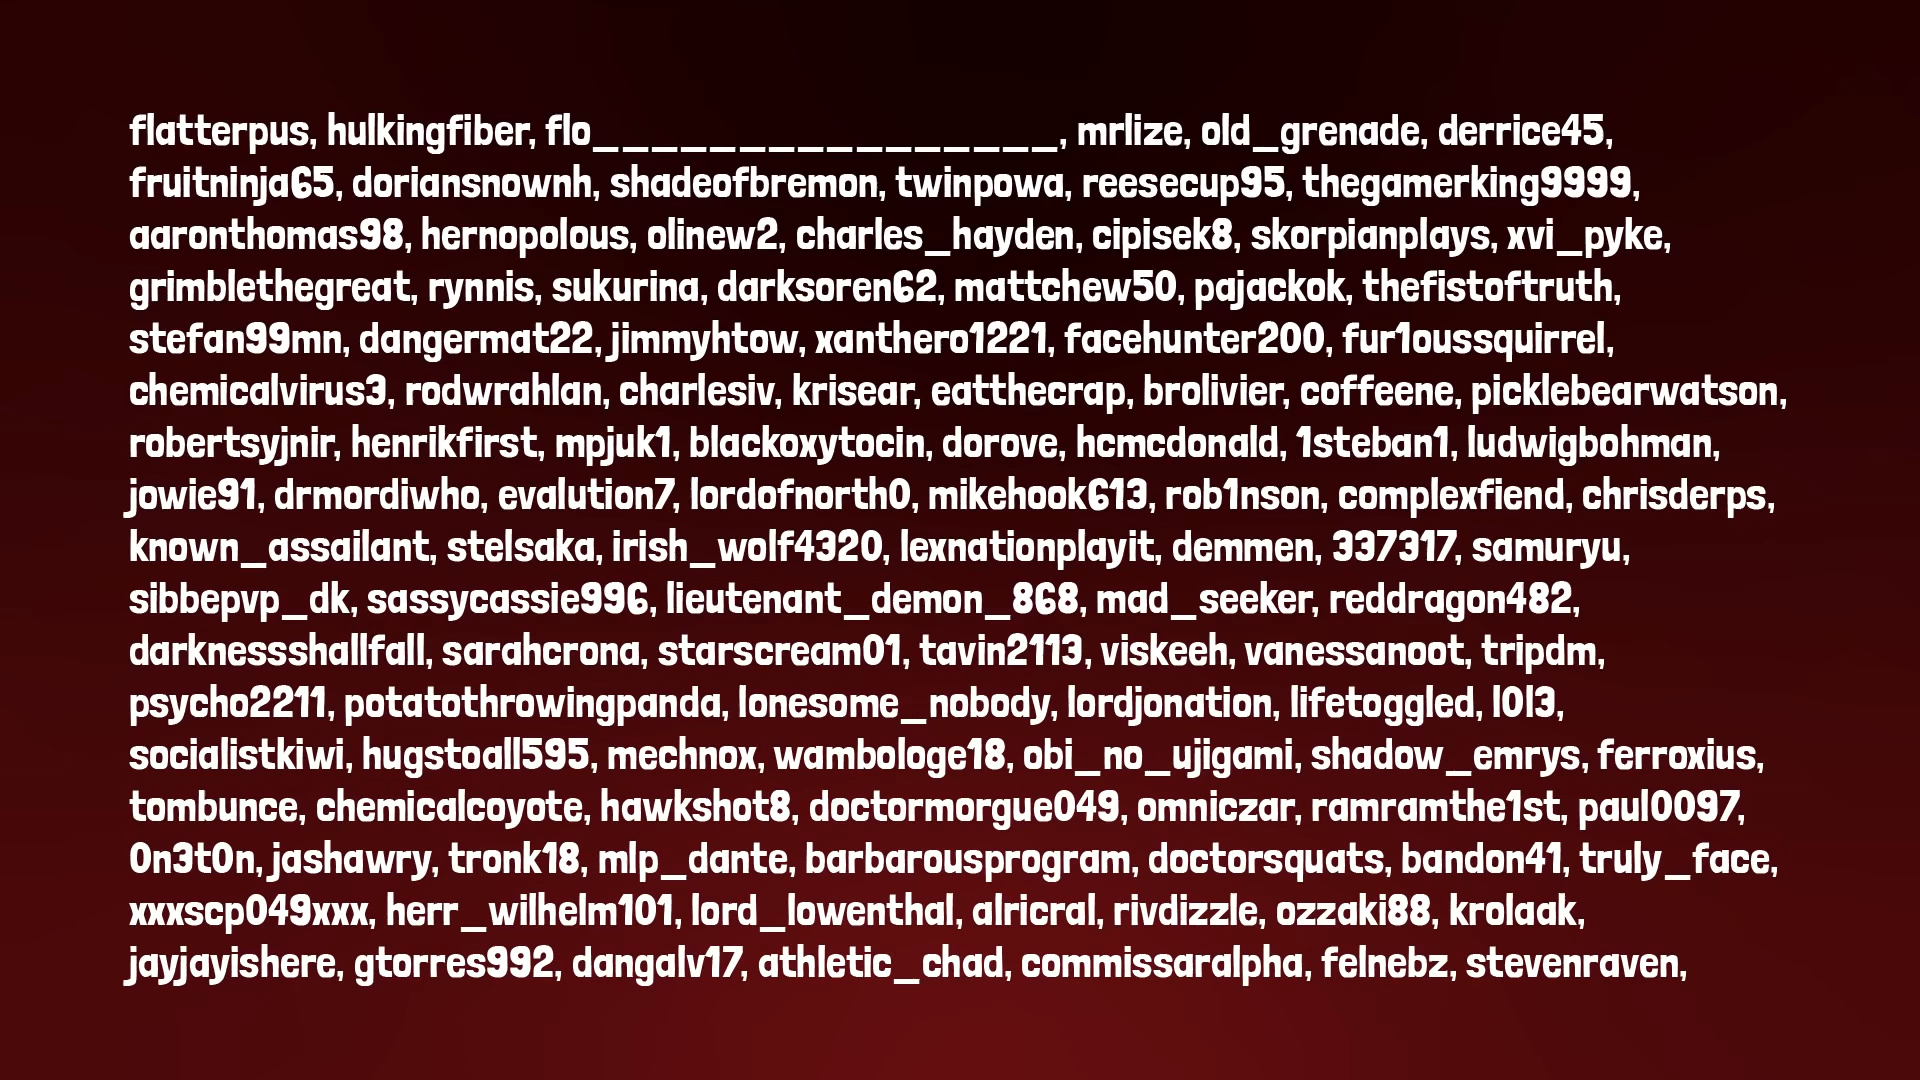 flatterpus, hulkingfiber, flo________________, mrlize, old_grenade, derrice45,
fruitninja65, doriansnownh, shadeofbremon, twinpowa, reesecup95, thegamerking9999,
aaronthomas98, hernopolous, olinew2, charles_hayden, cipisek8, skorpianplays, xvi_pyke,
grimblethegreat, rynnis, sukurina, darksoren62, mattchew50, pajackok, thefistoftruth,
stefan99mn, dangermat22, jimmyhtow, xanthero1221, facehunter200, fur1oussquirrel,
chemicalvirus3, rodwrahlan, charlesiv, krisear, eatthecrap, brolivier, coffeene, picklebearwatson,
robertsyjnir, henrikfirst, mpjuk1, blackoxytocin, dorove, hcmcdonald, 1steban1, ludwigbohman,
jowie91, drmordiwho, evalution7, lordofnorth0, mikehook613, rob1nson, complexfiend, chrisderps,
known_assailant, stelsaka, irish_wolf4320, lexnationplayit, demmen, 337317, samuryu,
sibbepvp_dk, sassycassie996, lieutenant_demon_868, mad_seeker, reddragon482,
darknessshallfall, sarahcrona, starscream01, tavin2113, viskeeh, vanessanoot, tripdm,
psycho2211, potatothrowingpanda, lonesome_nobody, lordjonation, lifetoggled, l0l3,
socialistkiwi, hugstoall595, mechnox, wambologe18, obi_no_ujigami, shadow_emrys, ferroxius,
tombunce, chemicalcoyote, hawkshot8, doctormorgue049, omniczar, ramramthe1st, paul0097,
0n3t0n, jashawry, tronk18, mlp_dante, barbarousprogram, doctorsquats, bandon41, truly_face,
xxxscp049xxx, herr_wilhelm101, lord_lowenthal, alricral, rivdizzle, ozzaki88, krolaak,
jayjayishere, gtorres992, dangalv17, athletic_chad, commissaralpha, felnebz, stevenraven,